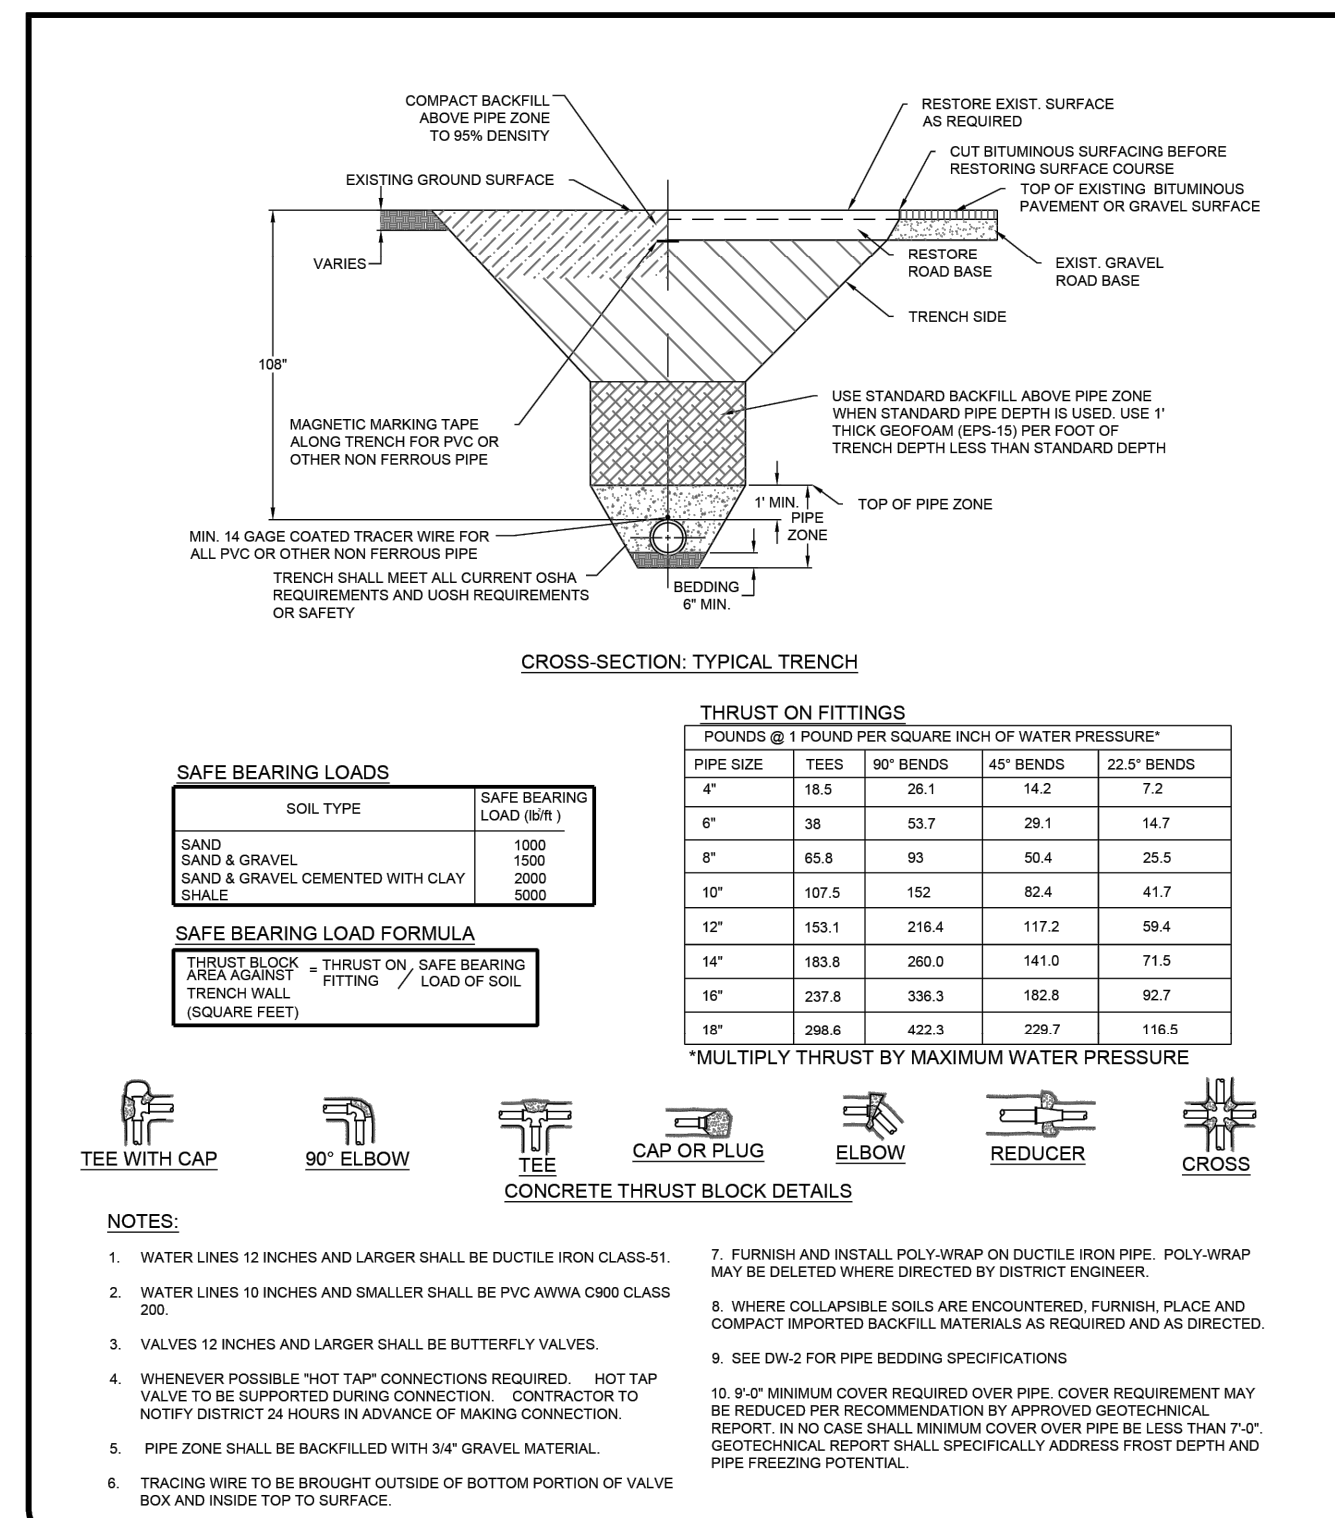 COMPACT BACKFILL
ABOVE PIPE ZONE
TO 95% DENSITY
EXISTING GROUND SURFACE
VARIES
108"
RESTORE EXIST. SURFACE
AS REQUIRED
CUT BITUMINOUS SURFACING BEFORE
RESTORING SURFACE COURSE
TOP OF EXISTING BITUMINOUS
PAVEMENT OR GRAVEL SURFACE
RESTORE
ROAD BASE
EXIST. GRAVEL
ROAD BASE
TRENCH SIDE
MAGNETIC MARKING TAPE
ALONG TRENCH FOR PVC OR
OTHER NON FERROUS PIPE
USE STANDARD BACKFILL ABOVE PIPE ZONE
WHEN STANDARD PIPE DEPTH IS USED. USE 1'
THICK GEOFOAM (EPS-15) PER FOOT OF
TRENCH DEPTH LESS THAN STANDARD DEPTH
1' MIN.
PIPE
ZONE
TOP OF PIPE ZONE
MIN. 14 GAGE COATED TRACER WIRE FOR
ALL PVC OR OTHER NON FERROUS PIPE
TRENCH SHALL MEET ALL CURRENT OSHA
REQUIREMENTS AND UOSH REQUIREMENTS
OR SAFETY
BEDDING
6" MIN.
CROSS-SECTION: TYPICAL TRENCH
SAFE BEARING LOADS
SOIL TYPE
SAFE BEARING
LOAD (lb²/ft )
SAND 1000
SAND & GRAVEL 1500
SAND & GRAVEL CEMENTED WITH CLAY 2000
SHALE 5000
SAFE BEARING LOAD FORMULA
THRUST BLOCK
AREA AGAINST
TRENCH WALL
(SQUARE FEET)
= THRUST ON / SAFE BEARING
FITTING LOAD OF SOIL
THRUST ON FITTINGS
POUNDS @ 1 POUND PER SQUARE INCH OF WATER PRESSURE*
PIPE SIZE TEES 90° BENDS 45° BENDS 22.5° BENDS
4" 18.5 26.1 14.2 7.2
6" 38 53.7 29.1 14.7
8" 65.8 93 50.4 25.5
10" 107.5 152 82.4 41.7
12" 153.1 216.4 117.2 59.4
14" 183.8 260.0 141.0 71.5
16" 237.8 336.3 182.8 92.7
18" 298.6 422.3 229.7 116.5
*MULTIPLY THRUST BY MAXIMUM WATER PRESSURE
TEE WITH CAP
90° ELBOW
TEE
CAP OR PLUG
ELBOW
REDUCER
CROSS
CONCRETE THRUST BLOCK DETAILS
NOTES:
1. WATER LINES 12 INCHES AND LARGER SHALL BE DUCTILE IRON CLASS-51.
2. WATER LINES 10 INCHES AND SMALLER SHALL BE PVC AWWA C900 CLASS
200.
3. VALVES 12 INCHES AND LARGER SHALL BE BUTTERFLY VALVES.
4. WHENEVER POSSIBLE "HOT TAP" CONNECTIONS REQUIRED. HOT TAP
VALVE TO BE SUPPORTED DURING CONNECTION. CONTRACTOR TO
NOTIFY DISTRICT 24 HOURS IN ADVANCE OF MAKING CONNECTION.
5. PIPE ZONE SHALL BE BACKFILLED WITH 3/4" GRAVEL MATERIAL.
6. TRACING WIRE TO BE BROUGHT OUTSIDE OF BOTTOM PORTION OF VALVE
BOX AND INSIDE TOP TO SURFACE.
7. FURNISH AND INSTALL POLY-WRAP ON DUCTILE IRON PIPE. POLY-WRAP
MAY BE DELETED WHERE DIRECTED BY DISTRICT ENGINEER.
8. WHERE COLLAPSIBLE SOILS ARE ENCOUNTERED, FURNISH, PLACE AND
COMPACT IMPORTED BACKFILL MATERIALS AS REQUIRED AND AS DIRECTED.
9. SEE DW-2 FOR PIPE BEDDING SPECIFICATIONS
10. 9'-0" MINIMUM COVER REQUIRED OVER PIPE. COVER REQUIREMENT MAY
BE REDUCED PER RECOMMENDATION BY APPROVED GEOTECHNICAL
REPORT. IN NO CASE SHALL MINIMUM COVER OVER PIPE BE LESS THAN 7'-0".
GEOTECHNICAL REPORT SHALL SPECIFICALLY ADDRESS FROST DEPTH AND
PIPE FREEZING POTENTIAL.